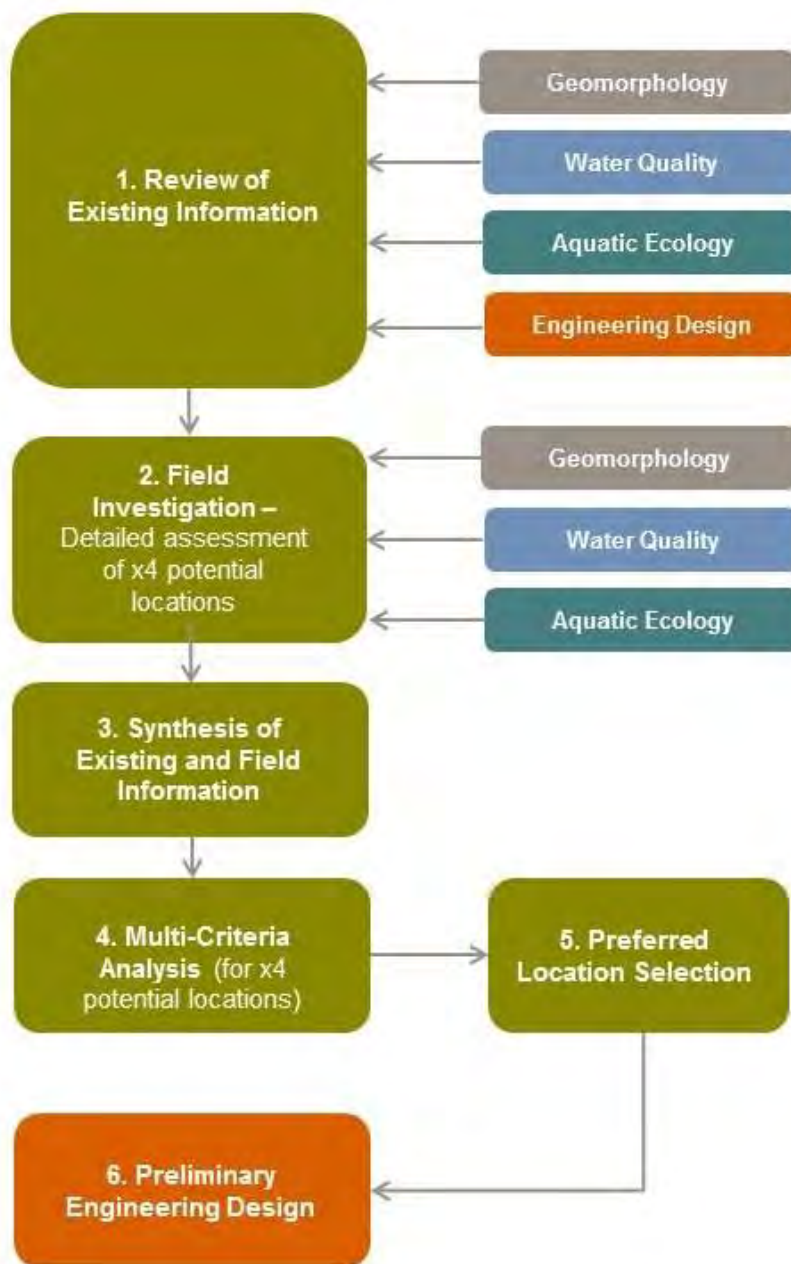 1. Review of
Existing Information
Geomorphology
Water Quality
Aquatic Ecology
Engineering Design
2. Field
Investigation –
Detailed assessment
of x4 potential
locations
Geomorphology
Water Quality
Aquatic Ecology
3. Synthesis of
Existing and Field
Information
4. Multi-Criteria
Analysis (for x4
potential locations)
5. Preferred
Location Selection
6. Preliminary
Engineering Design